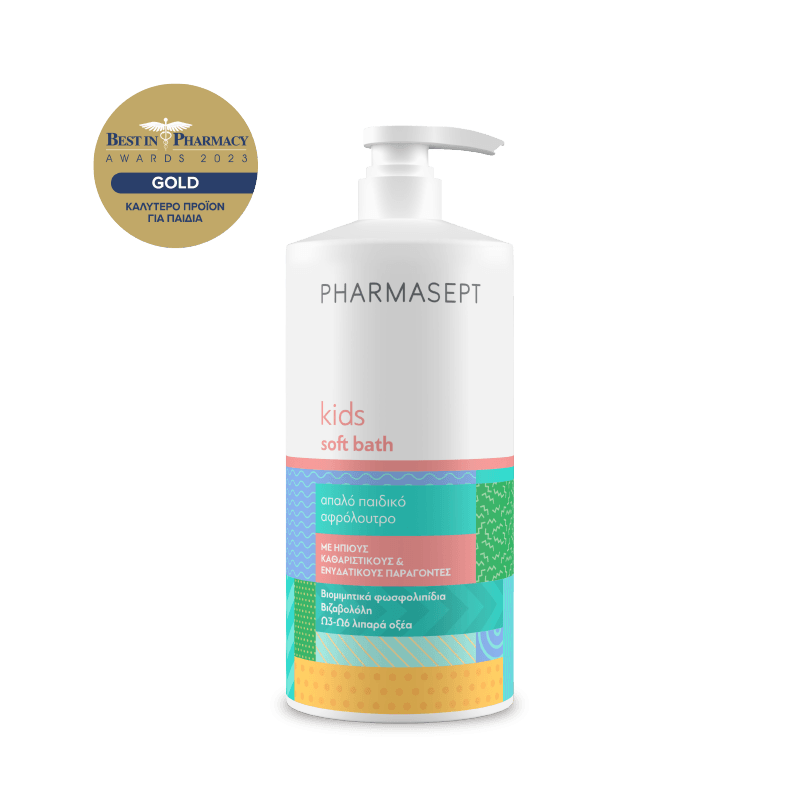 BEST IN PHARMACY
AWARDS 2023
GOLD
ΚΑΛΥΤΕΡΟ ΠΡΟΪΟΝ
ΓΙΑ ΠΑΙΔΙΑ
PHARMASEPT
kids
soft bath
απαλό παιδικό
αφρόλουτρο
ΜΕ ΗΠΙΟΥΣ
ΚΑΘΑΡΙΣΤΙΚΟΥΣ &
ΕΝΥΔΑΤΙΚΟΥΣ ΠΑΡΑΓΟΝΤΕΣ
Βιομιμητικά φωσφολιπίδια
Βιζαβολόλη
Ω3-Ω6 λιπαρά οξέα